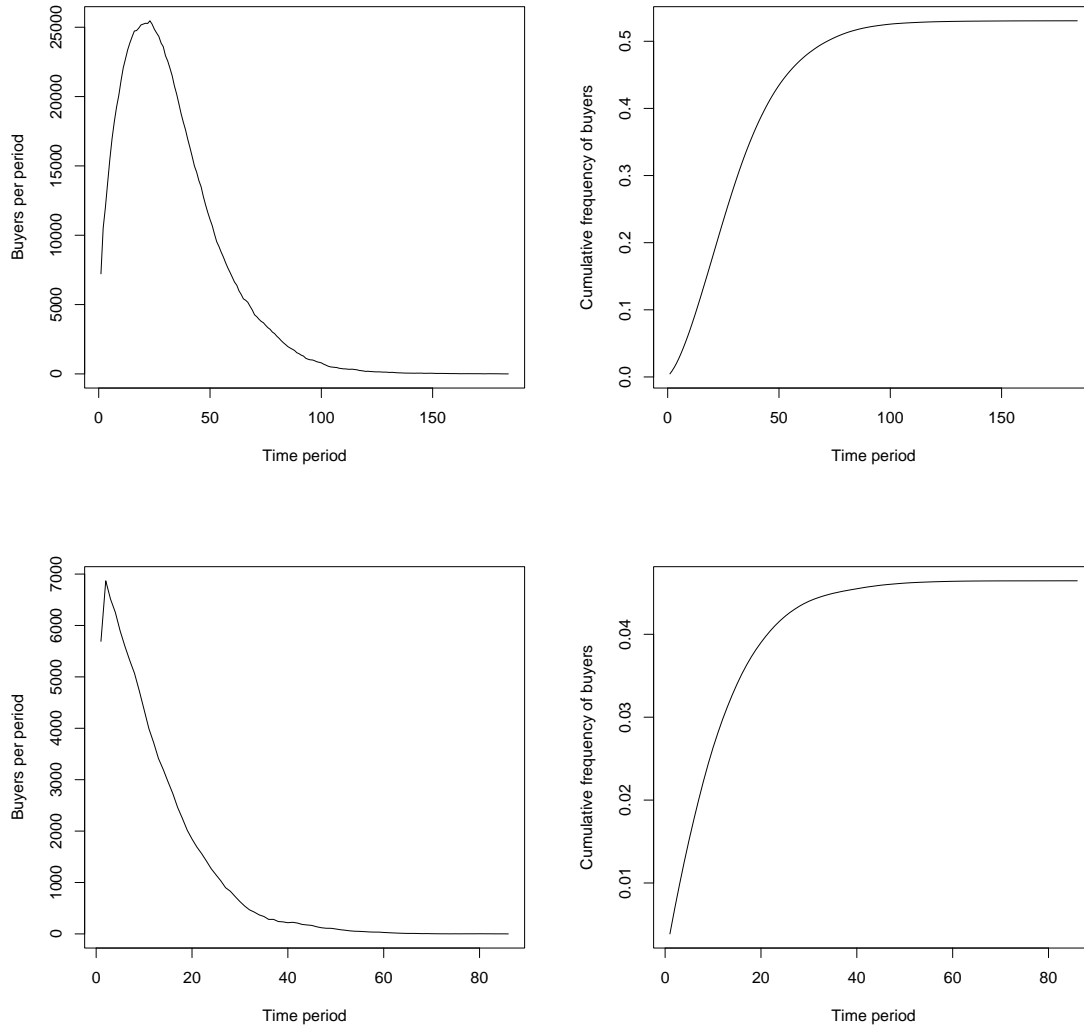 Buyers per period
25000
20000
15000
10000
5000
0
0 50 100 150
Time period
Cumulative frequency of buyers
0.5
0.4
0.3
0.2
0.1
0.0
0 50 100 150
Time period
Buyers per period
7000
6000
5000
4000
3000
2000
1000
0
0 20 40 60 80
Time period
Cumulative frequency of buyers
0.04
0.03
0.02
0.01
0 20 40 60 80
Time period